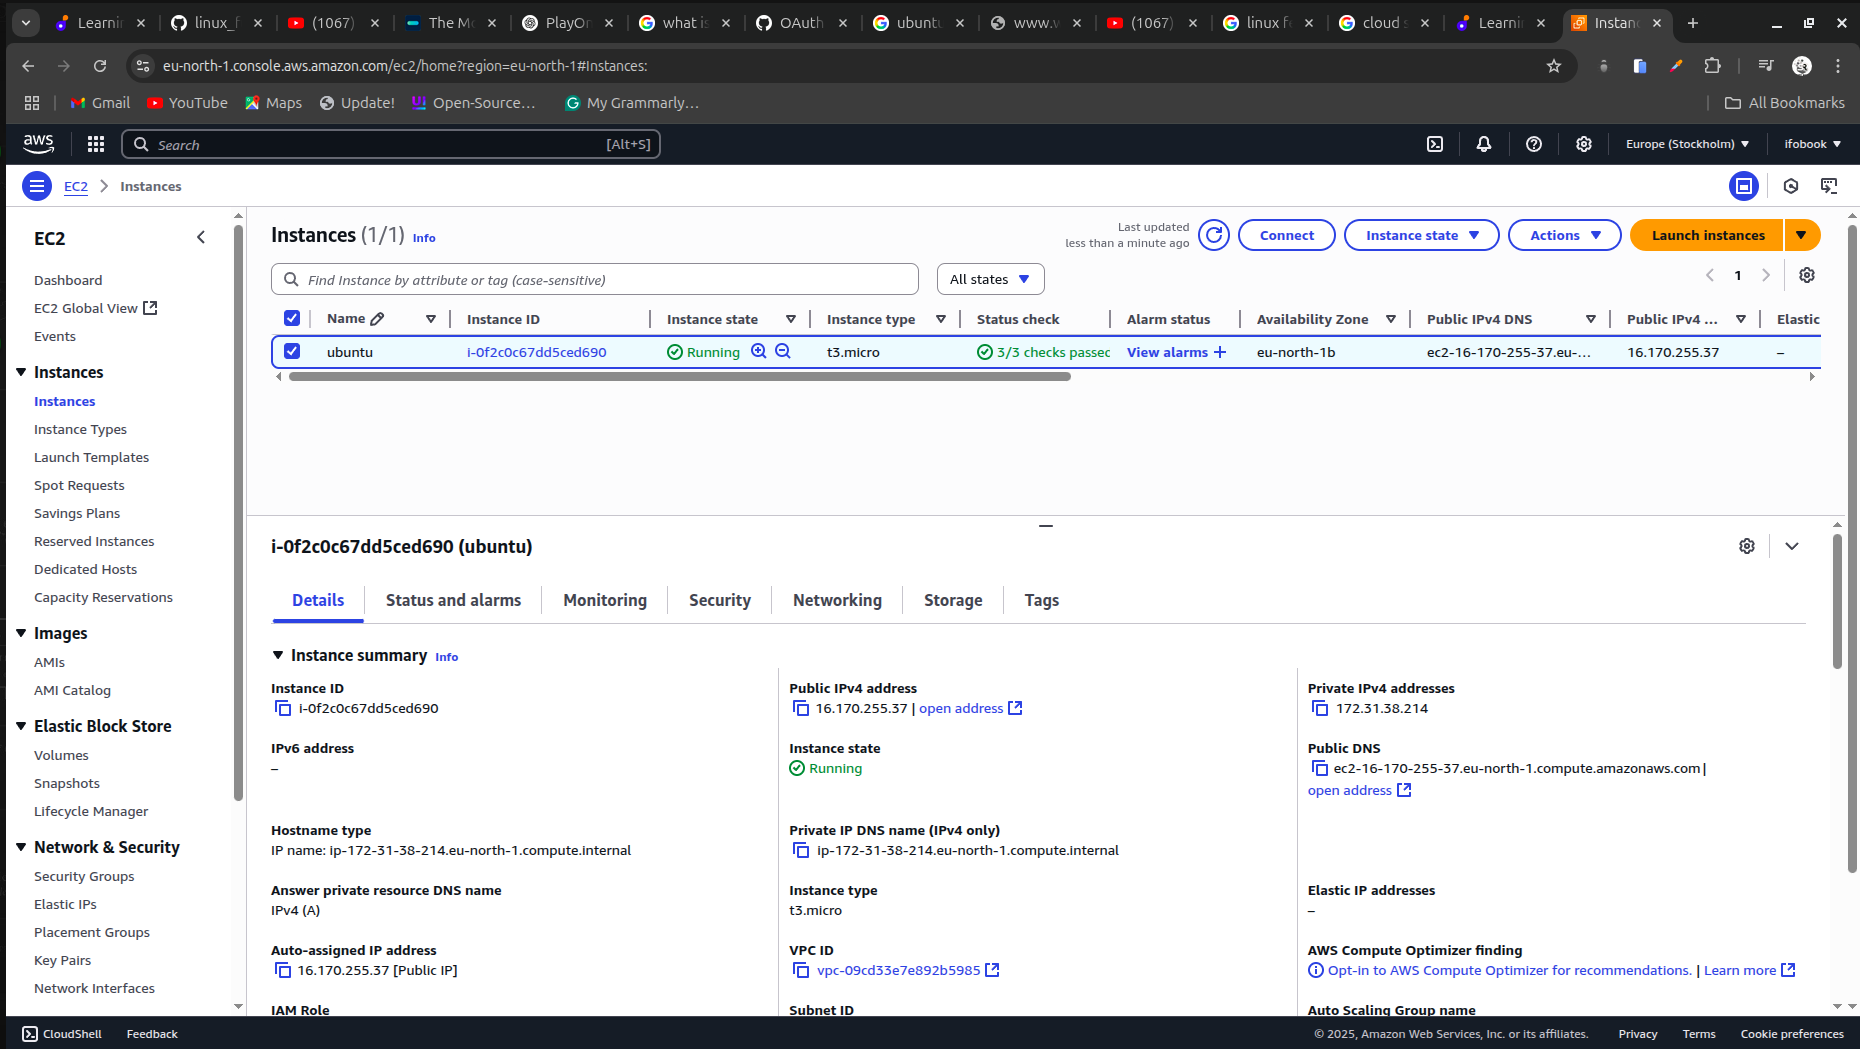 Learnin
linux_f
(1067)
The Mo
PlayOn
what is
OAuth
ubuntu
www.v
(1067)
linux fe
cloud s
Learnin
Instanc
eu-north-1.console.aws.amazon.com/ec2/home?region=eu-north-1#Instances:
Gmail YouTube Maps Update! Open-Source… My Grammarly… All Bookmarks
aws Search [Alt+S] Europe (Stockholm) ifobook
EC2 Instances
EC2
Dashboard
EC2 Global View
Events
Instances
Instances
Instance Types
Launch Templates
Spot Requests
Savings Plans
Reserved Instances
Dedicated Hosts
Capacity Reservations
Images
AMIs
AMI Catalog
Elastic Block Store
Volumes
Snapshots
Lifecycle Manager
Network & Security
Security Groups
Elastic IPs
Placement Groups
Key Pairs
Network Interfaces
Instances (1/1) Info
Last updated
less than a minute ago
Connect Instance state Actions Launch instances
Find Instance by attribute or tag (case-sensitive) All states 1
Name Instance ID Instance state Instance type Status check Alarm status Availability Zone Public IPv4 DNS Public IPv4 ... Elastic
ubuntu i-0f2c0c67dd5ced690 Running t3.micro 3/3 checks passed View alarms + eu-north-1b ec2-16-170-255-37.eu-... 16.170.255.37 –
i-0f2c0c67dd5ced690 (ubuntu)
Details Status and alarms Monitoring Security Networking Storage Tags
Instance summary Info
Instance ID
i-0f2c0c67dd5ced690
Public IPv4 address
16.170.255.37 | open address
Private IPv4 addresses
172.31.38.214
IPv6 address
–
Instance state
Running
Public DNS
ec2-16-170-255-37.eu-north-1.compute.amazonaws.com |
open address
Hostname type
IP name: ip-172-31-38-214.eu-north-1.compute.internal
Private IP DNS name (IPv4 only)
ip-172-31-38-214.eu-north-1.compute.internal
Answer private resource DNS name
IPv4 (A)
Instance type
t3.micro
Elastic IP addresses
–
Auto-assigned IP address
16.170.255.37 [Public IP]
VPC ID
vpc-09cd33e7e892b5985
AWS Compute Optimizer finding
Opt-in to AWS Compute Optimizer for recommendations. | Learn more
IAM Role
Subnet ID
Auto Scaling Group name
CloudShell Feedback © 2025, Amazon Web Services, Inc. or its affiliates. Privacy Terms Cookie preferences